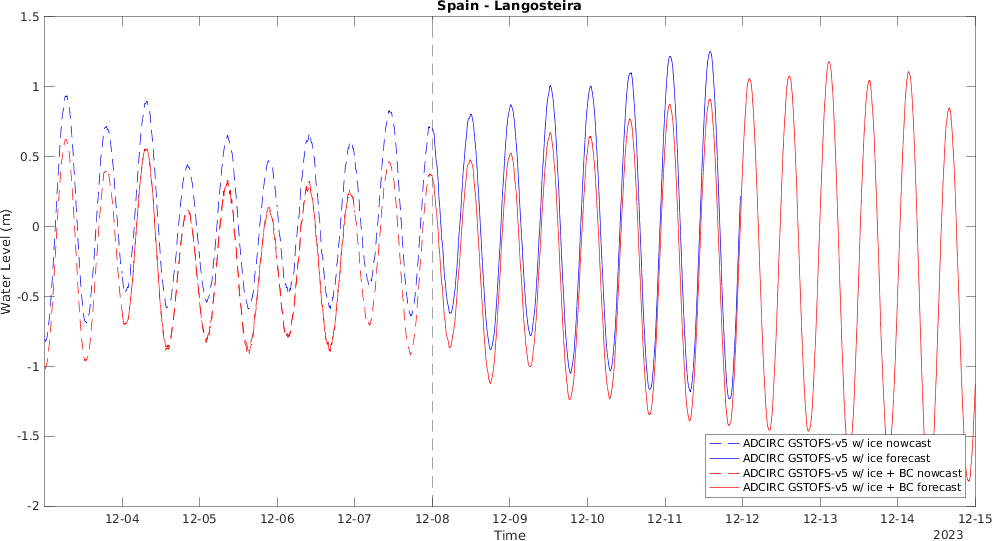 Spain - Langosteira
1.5
1
0.5
0
-0.5
-1
-1.5
-2
Water Level (m)
ADCIRC GSTOFS-v5 w/ ice nowcast
ADCIRC GSTOFS-v5 w/ ice forecast
ADCIRC GSTOFS-v5 w/ ice + BC nowcast
ADCIRC GSTOFS-v5 w/ ice + BC forecast
12-04 12-05 12-06 12-07 12-08 12-09 12-10 12-11 12-12 12-13 12-14 12-15
Time
2023